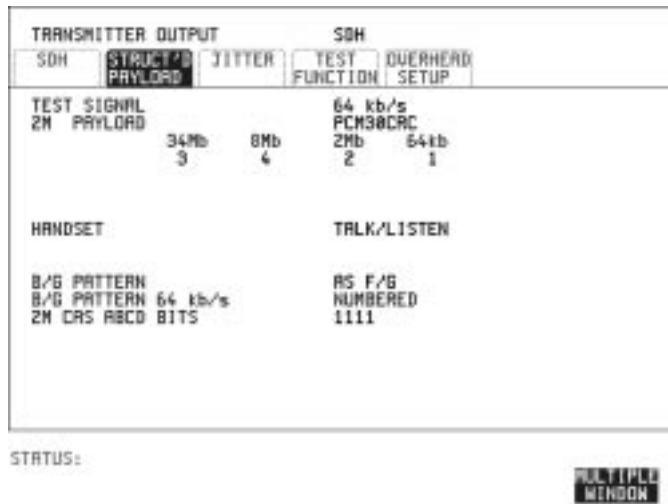 TRANSMITTER OUTPUT SDH
SDH STRUCT'D PAYLOAD JITTER TEST FUNCTION OVERHEAD SETUP
TEST SIGNAL 64 kb/s
2M PAYLOAD PCM30CRC
34Mb 8Mb 2Mb 64kb
3 4 2 1
HANDSET TALK/LISTEN
B/G PATTERN AS F/G
B/G PATTERN 64 kb/s NUMBERED
2M CAS ABCD BITS 1111
STATUS:
MULTIPLE
WINDOW